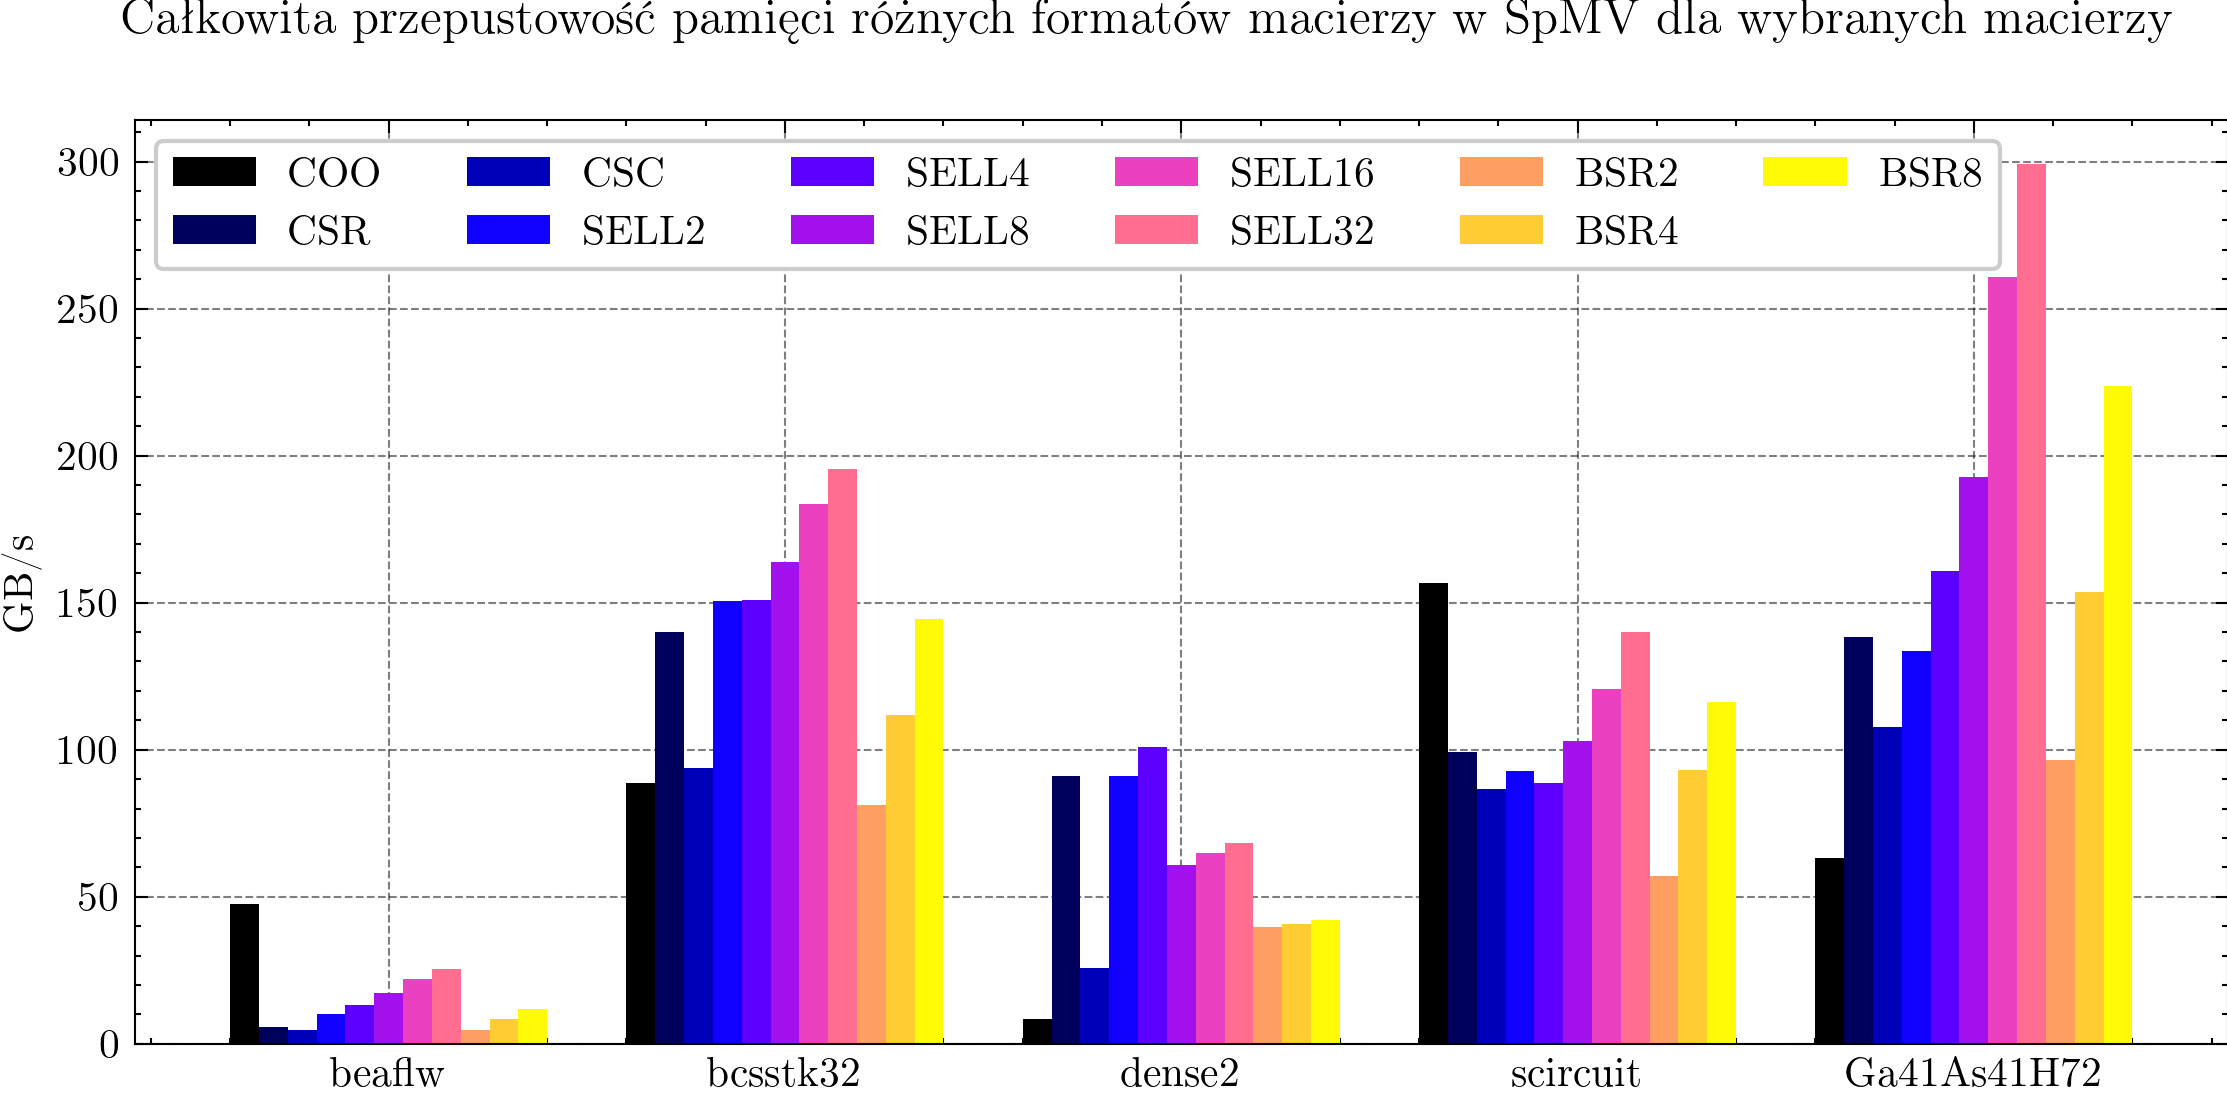 Całkowita przepustowość pamięci różnych formatów macierzy w SpMV dla wybranych macierzy
COO CSC SELL4 SELL16 BSR2 BSR8
CSR SELL2 SELL8 SELL32 BSR4
300
250
200
150
100
50
0
GB/s
beaflw bcsstk32 dense2 scircuit Ga41As41H72